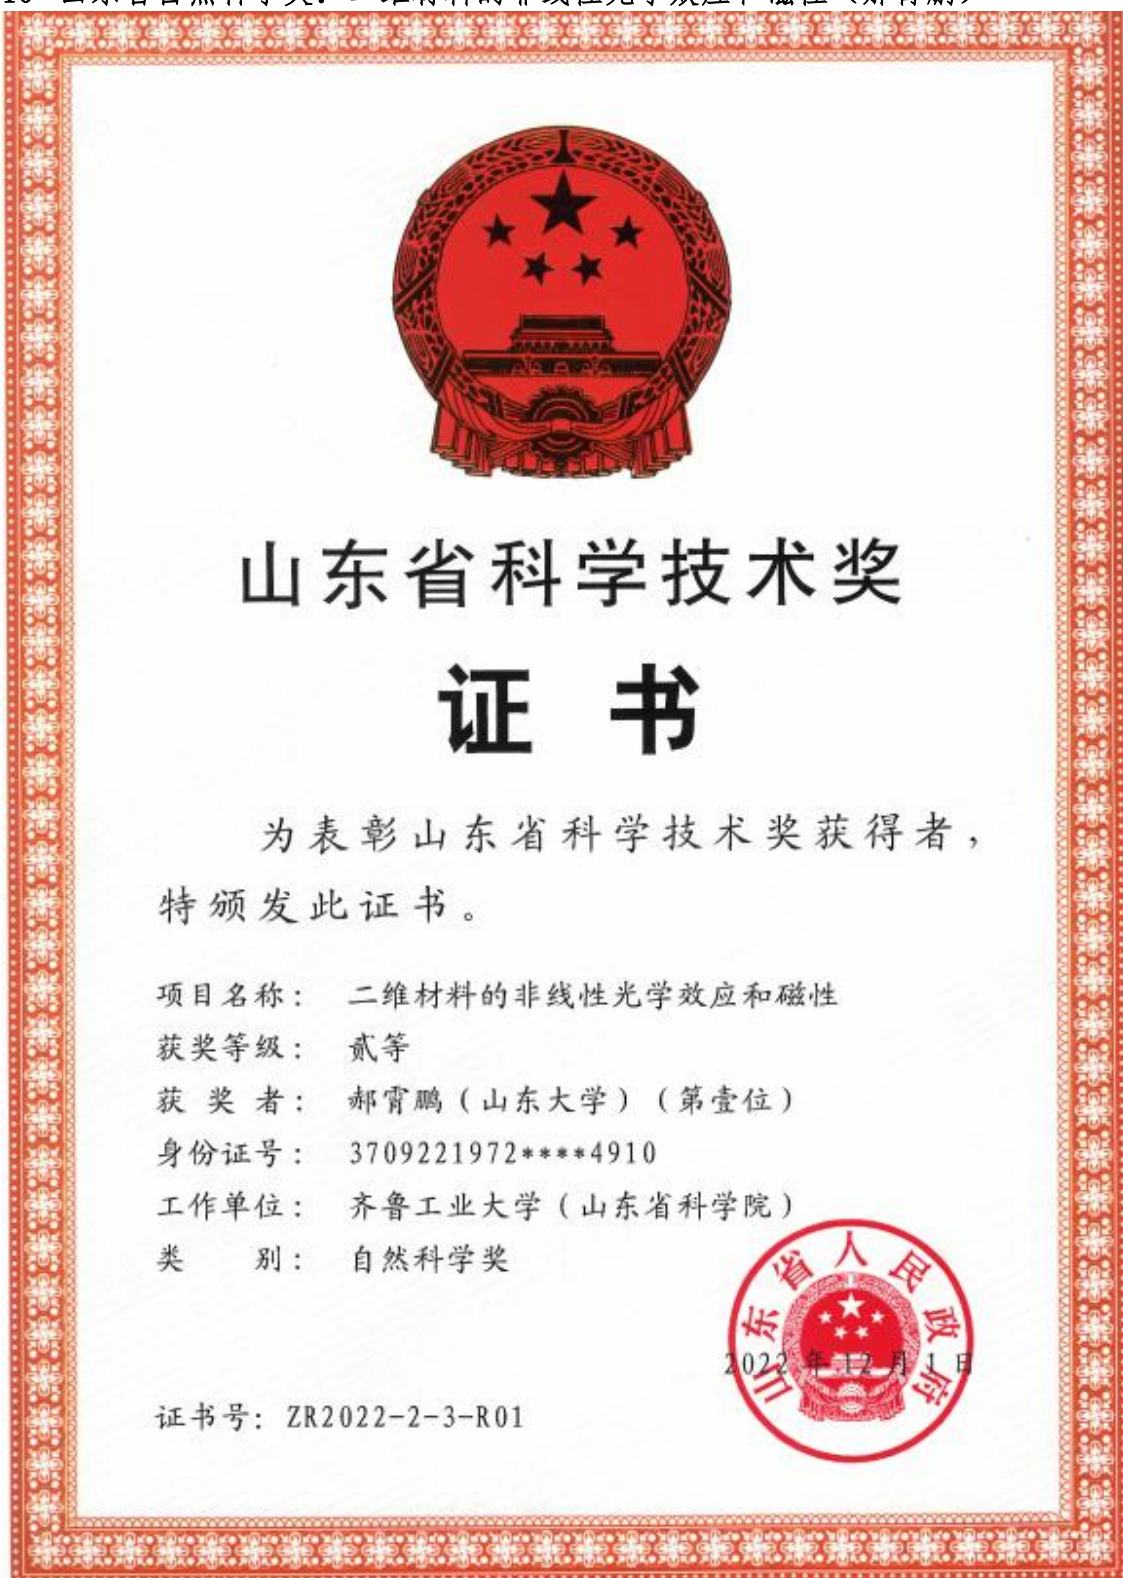 山东省科学技术奖
证书
为表彰山东省科学技术奖获得者，
特颁发此证书。
项目名称： 二维材料的非线性光学效应和磁性
获奖等级： 贰等
获 奖 者： 郝霄鹏（山东大学）（第壹位）
身份证号： 3709221972****4910
工作单位： 齐鲁工业大学（山东省科学院）
类 别： 自然科学奖
山东省人民政府
2022 年 12 月 1 日
证书号：ZR2022-2-3-R01